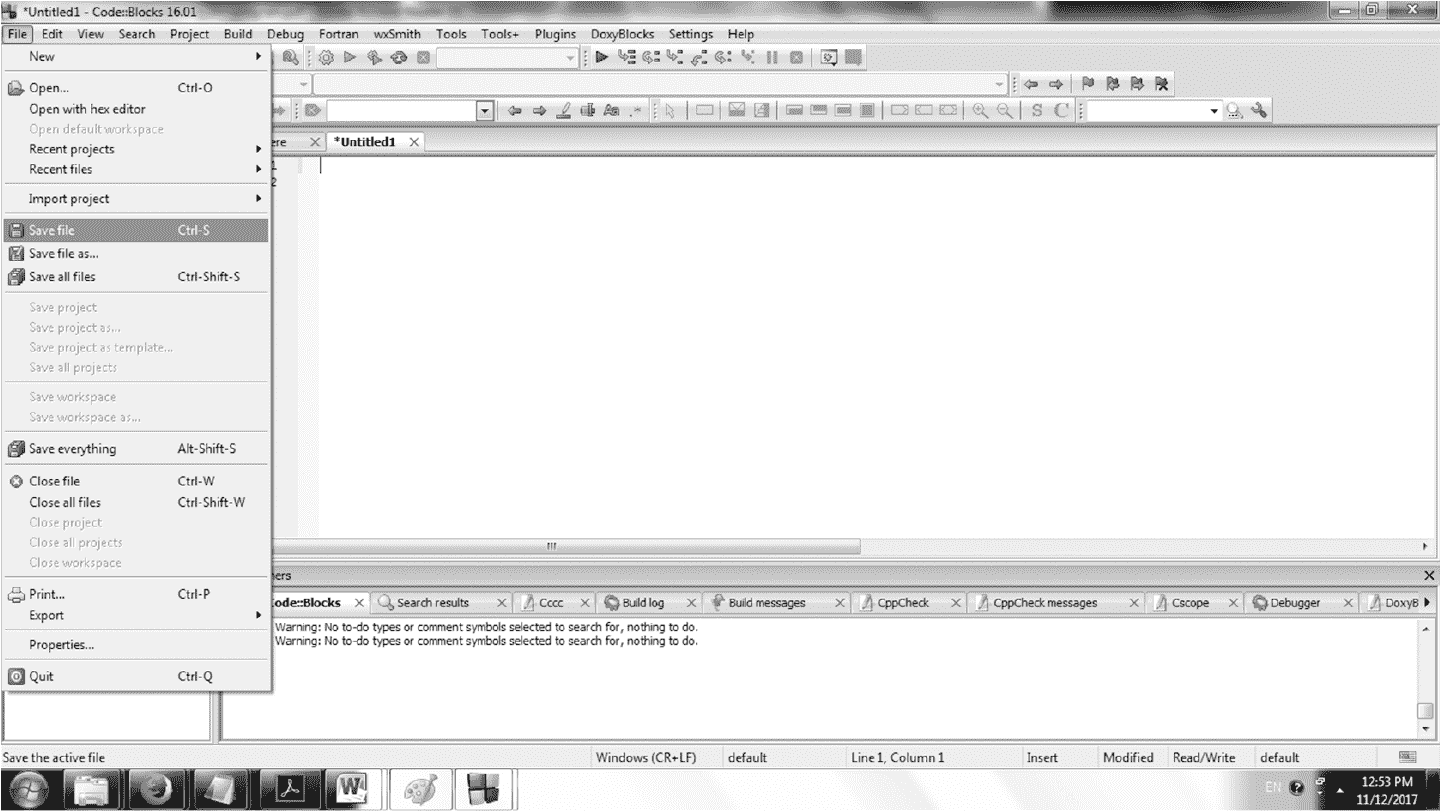 *Untitled1 - Code::Blocks 16.01
File Edit View Search Project Build Debug Fortran wxSmith Tools Tools+ Plugins DoxyBlocks Settings Help
New
Open... Ctrl-O
Open with hex editor
Open default workspace
Recent projects
Recent files
Import project
Save file Ctrl-S
Save file as...
Save all files Ctrl-Shift-S
Save project
Save project as...
Save project as template...
Save all projects
Save workspace
Save workspace as...
Save everything Alt-Shift-S
Close file Ctrl-W
Close all files Ctrl-Shift-W
Close project
Close all projects
Close workspace
Print... Ctrl-P
Export
Properties...
Quit Ctrl-Q
Aa .*
S C
ere *Untitled1
1
2
ners
Code::Blocks Search results Cccc Build log Build messages CppCheck CppCheck messages Cscope Debugger DoxyB
Warning: No to-do types or comment symbols selected to search for, nothing to do.
Warning: No to-do types or comment symbols selected to search for, nothing to do.
Save the active file Windows (CR+LF) default Line 1, Column 1 Insert Modified Read/Write default
W EN 12:53 PM
11/12/2017